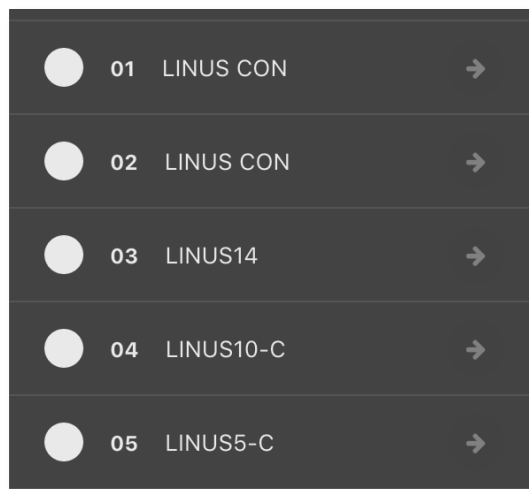 01 LINUS CON
02 LINUS CON
03 LINUS14
04 LINUS10-C
05 LINUS5-C